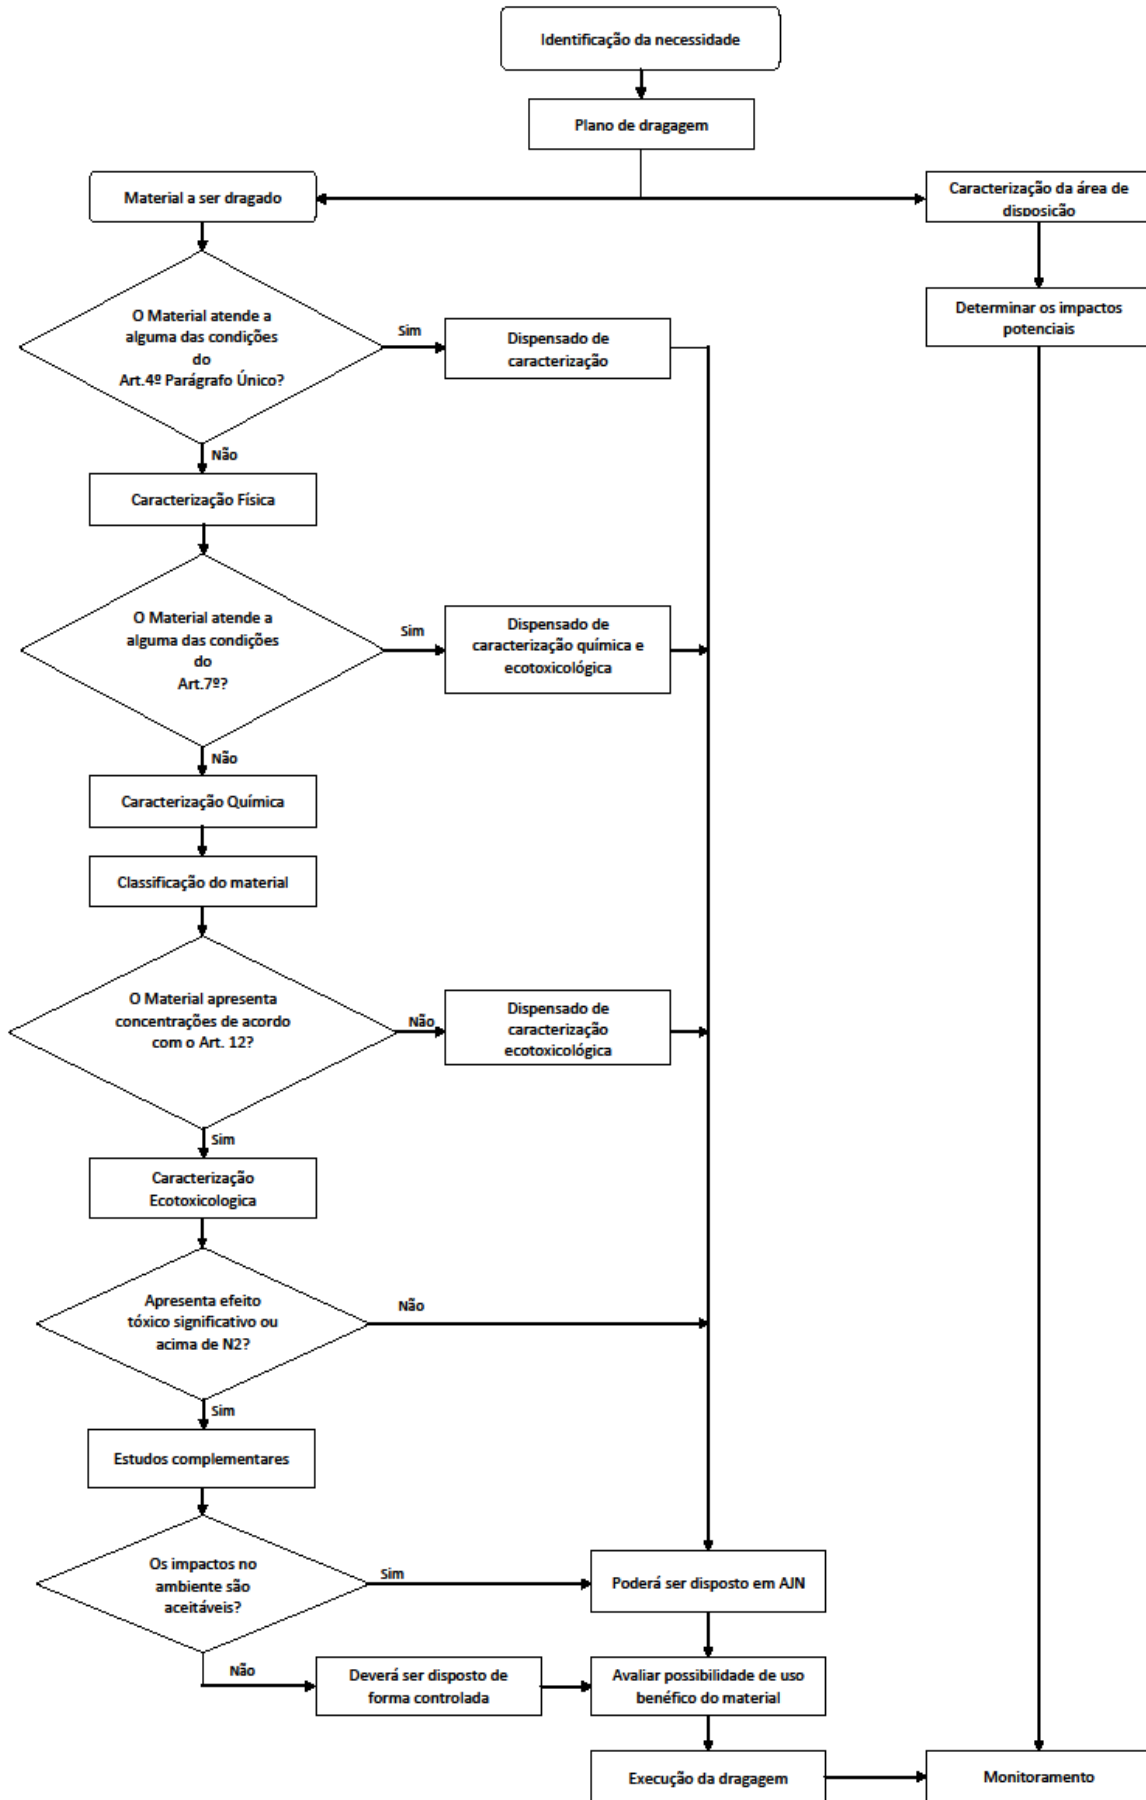 Identificação da necessidade
Plano de dragagem
Material a ser dragado
Caracterização da área de
disposição
O Material atende a
alguma das condições
do
Art.4º Parágrafo Único?
Sim
Dispensado de
caracterização
Determinar os impactos
potenciais
Não
Caracterização Física
O Material atende a
alguma das condições
do
Art.7º?
Sim
Dispensado de
caracterização química e
ecotoxicológica
Não
Caracterização Química
Classificação do material
O Material apresenta
concentrações de acordo
com o Art. 12?
Não
Dispensado de
caracterização
ecotoxicológica
Sim
Caracterização
Ecotoxicologica
Apresenta efeito
tóxico significativo ou
acima de N2?
Não
Sim
Estudos complementares
Os impactos no
ambiente são
aceitáveis?
Sim
Poderá ser disposto em AJN
Não
Deverá ser disposto de
forma controlada
Avaliar possibilidade de uso
benéfico do material
Execução da dragagem
Monitoramento